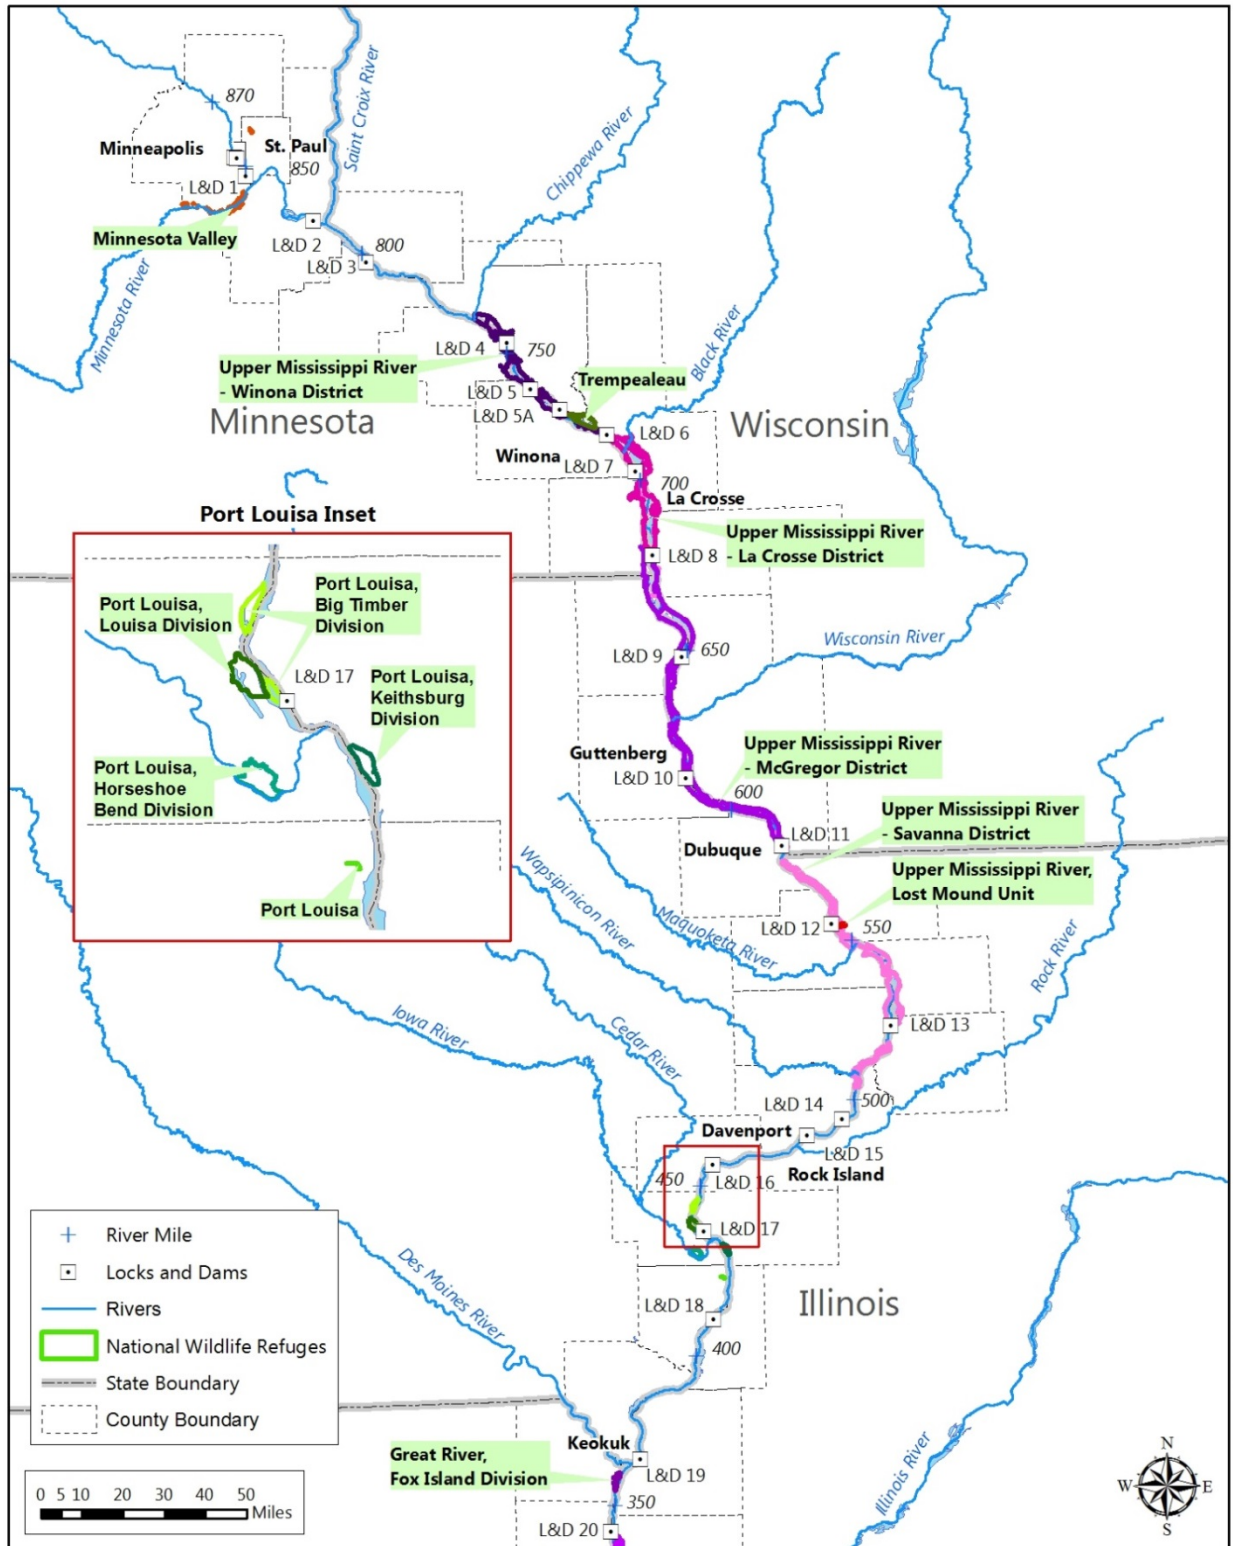 870
Minneapolis
St. Paul
850
L&D 1
Saint Croix River
Chippewa River
Minnesota Valley
L&D 2
800
L&D 3
Minnesota River
L&D 4
750
Upper Mississippi River
- Winona District
Black River
Trempealeau
L&D 5
L&D 5A
Minnesota
Wisconsin
L&D 6
Winona
L&D 7
700
La Crosse
Upper Mississippi River
- La Crosse District
L&D 8
Port Louisa Inset
Port Louisa,
Louisa Division
Port Louisa,
Big Timber
Division
L&D 17
Port Louisa,
Keithsburg
Division
Port Louisa,
Horseshoe
Bend Division
Port Louisa
Wisconsin River
L&D 9
650
Guttenberg
L&D 10
Upper Mississippi River
- McGregor District
600
Upper Mississippi River
- Savanna District
Dubuque
L&D 11
Upper Mississippi River,
Lost Mound Unit
Wapsipinicon River
Maquoketa River
L&D 12
550
Rock River
Iowa River
Cedar River
L&D 13
L&D 14
500
Davenport
L&D 15
Rock Island
450
L&D 16
L&D 17
Des Moines River
Illinois
L&D 18
400
Keokuk
L&D 19
Great River,
Fox Island Division
350
L&D 20
Illinois River
River Mile
Locks and Dams
Rivers
National Wildlife Refuges
State Boundary
County Boundary
0 5 10 20 30 40 50
Miles
N
W E
S